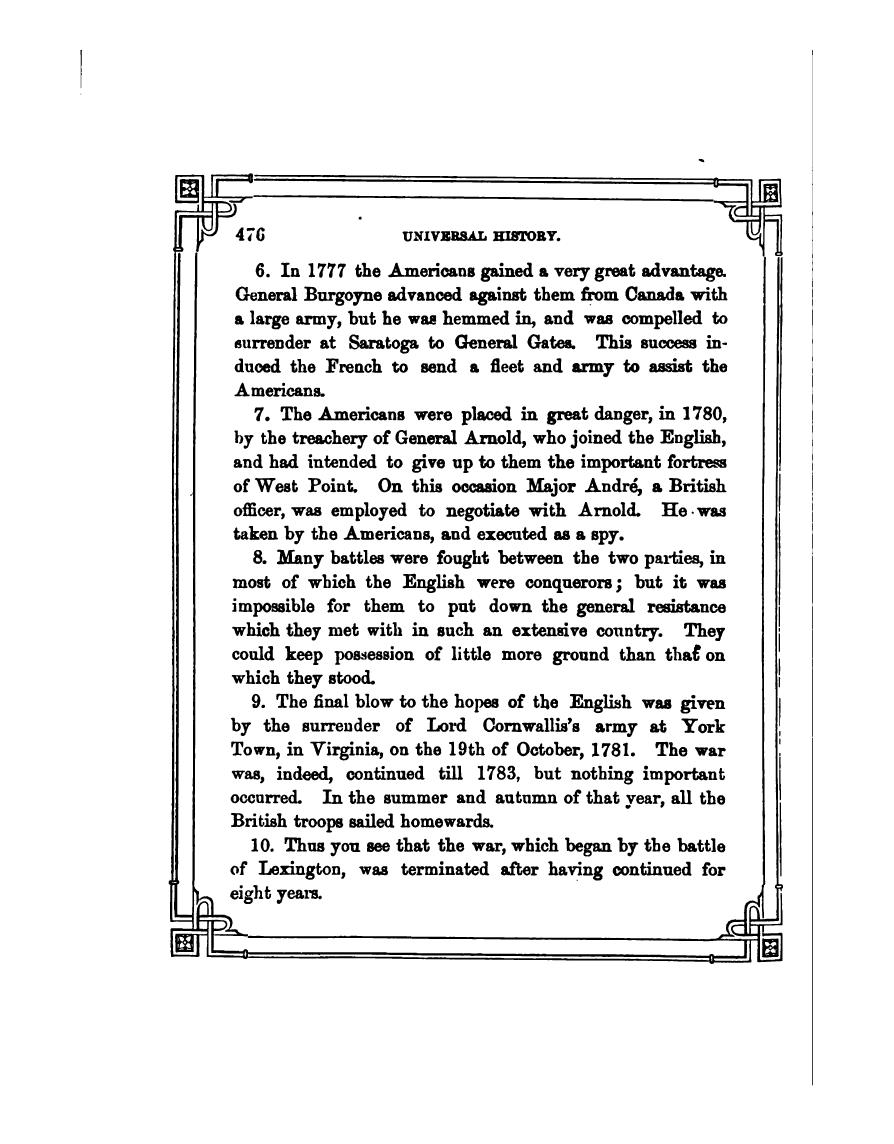 476 UNIVERSAL HISTORY.
6. In 1777 the Americans gained a very great advantage.
General Burgoyne advanced against them from Canada with
a large army, but he was hemmed in, and was compelled to
surrender at Saratoga to General Gates. This success in-
duced the French to send a fleet and army to assist the
Americans.
7. The Americans were placed in great danger, in 1780,
by the treachery of General Arnold, who joined the English,
and had intended to give up to them the important fortress
of West Point. On this occasion Major André, a British
officer, was employed to negotiate with Arnold. He was
taken by the Americans, and executed as a spy.
8. Many battles were fought between the two parties, in
most of which the English were conquerors; but it was
impossible for them to put down the general resistance
which they met with in such an extensive country. They
could keep possession of little more ground than that on
which they stood.
9. The final blow to the hopes of the English was given
by the surrender of Lord Cornwallis's army at York
Town, in Virginia, on the 19th of October, 1781. The war
was, indeed, continued till 1783, but nothing important
occurred. In the summer and autumn of that year, all the
British troops sailed homewards.
10. Thus you see that the war, which began by the battle
of Lexington, was terminated after having continued for
eight years.